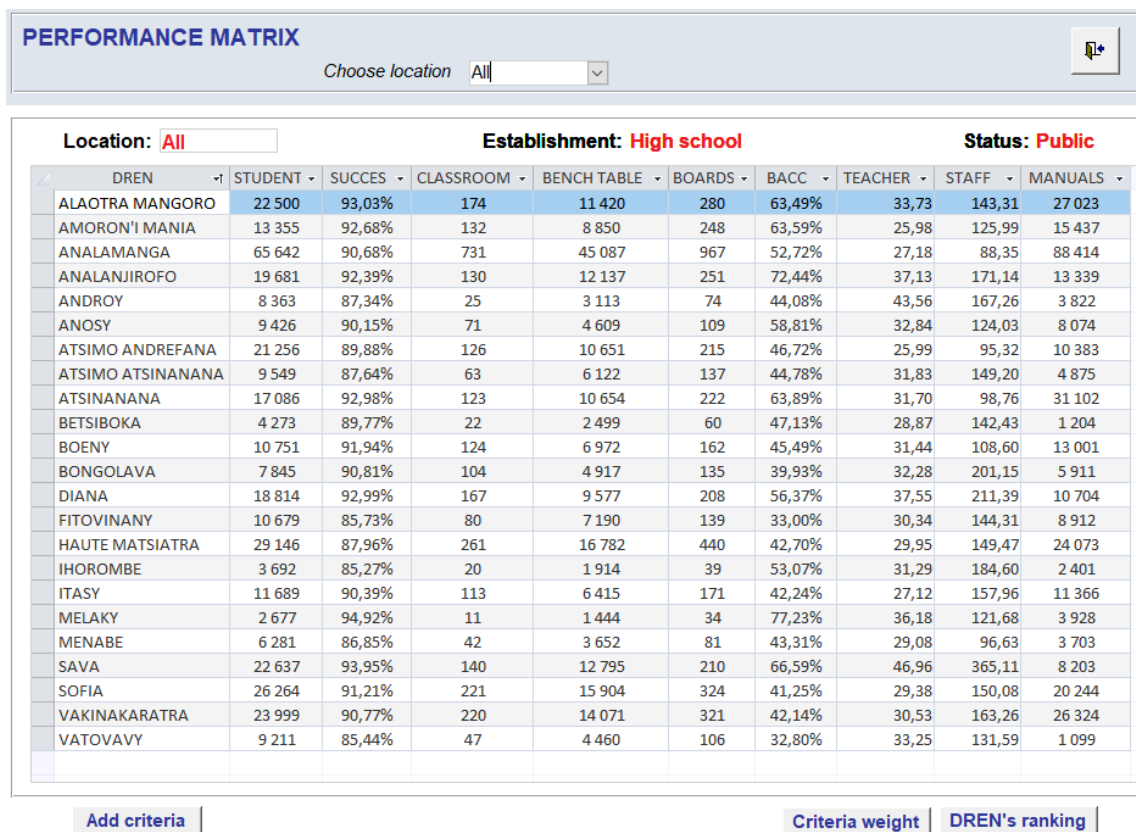 PERFORMANCE MATRIX
Choose location All
Location: All Establishment: High school Status: Public
DREN STUDENT SUCCES CLASSROOM BENCH TABLE BOARDS BACC TEACHER STAFF MANUALS
ALAOTRA MANGORO 22 500 93,03% 174 11 420 280 63,49% 33,73 143,31 27 023
AMORON'I MANIA 13 355 92,68% 132 8 850 248 63,59% 25,98 125,99 15 437
ANALAMANGA 65 642 90,68% 731 45 087 967 52,72% 27,18 88,35 88 414
ANALANJIROFO 19 681 92,39% 130 12 137 251 72,44% 37,13 171,14 13 339
ANDROY 8 363 87,34% 25 3 113 74 44,08% 43,56 167,26 3 822
ANOSY 9 426 90,15% 71 4 609 109 58,81% 32,84 124,03 8 074
ATSIMO ANDREFANA 21 256 89,88% 126 10 651 215 46,72% 25,99 95,32 10 383
ATSIMO ATSINANANA 9 549 87,64% 63 6 122 137 44,78% 31,83 149,20 4 875
ATSINANANA 17 086 92,98% 123 10 654 222 63,89% 31,70 98,76 31 102
BETSIBOKA 4 273 89,77% 22 2 499 60 47,13% 28,87 142,43 1 204
BOENY 10 751 91,94% 124 6 972 162 45,49% 31,44 108,60 13 001
BONGOLAVA 7 845 90,81% 104 4 917 135 39,93% 32,28 201,15 5 911
DIANA 18 814 92,99% 167 9 577 208 56,37% 37,55 211,39 10 704
FITOVINANY 10 679 85,73% 80 7 190 139 33,00% 30,34 144,31 8 912
HAUTE MATSIATRA 29 146 87,96% 261 16 782 440 42,70% 29,95 149,47 24 073
IHOROMBE 3 692 85,27% 20 1 914 39 53,07% 31,29 184,60 2 401
ITASY 11 689 90,39% 113 6 415 171 42,24% 27,12 157,96 11 366
MELAKY 2 677 94,92% 11 1 444 34 77,23% 36,18 121,68 3 928
MENABE 6 281 86,85% 42 3 652 81 43,31% 29,08 96,63 3 703
SAVA 22 637 93,95% 140 12 795 210 66,59% 46,96 365,11 8 203
SOFIA 26 264 91,21% 221 15 904 324 41,25% 29,38 150,08 20 244
VAKINAKARATRA 23 999 90,77% 220 14 071 321 42,14% 30,53 163,26 26 324
VATOVAVY 9 211 85,44% 47 4 460 106 32,80% 33,25 131,59 1 099
Add criteria Criteria weight DREN's ranking